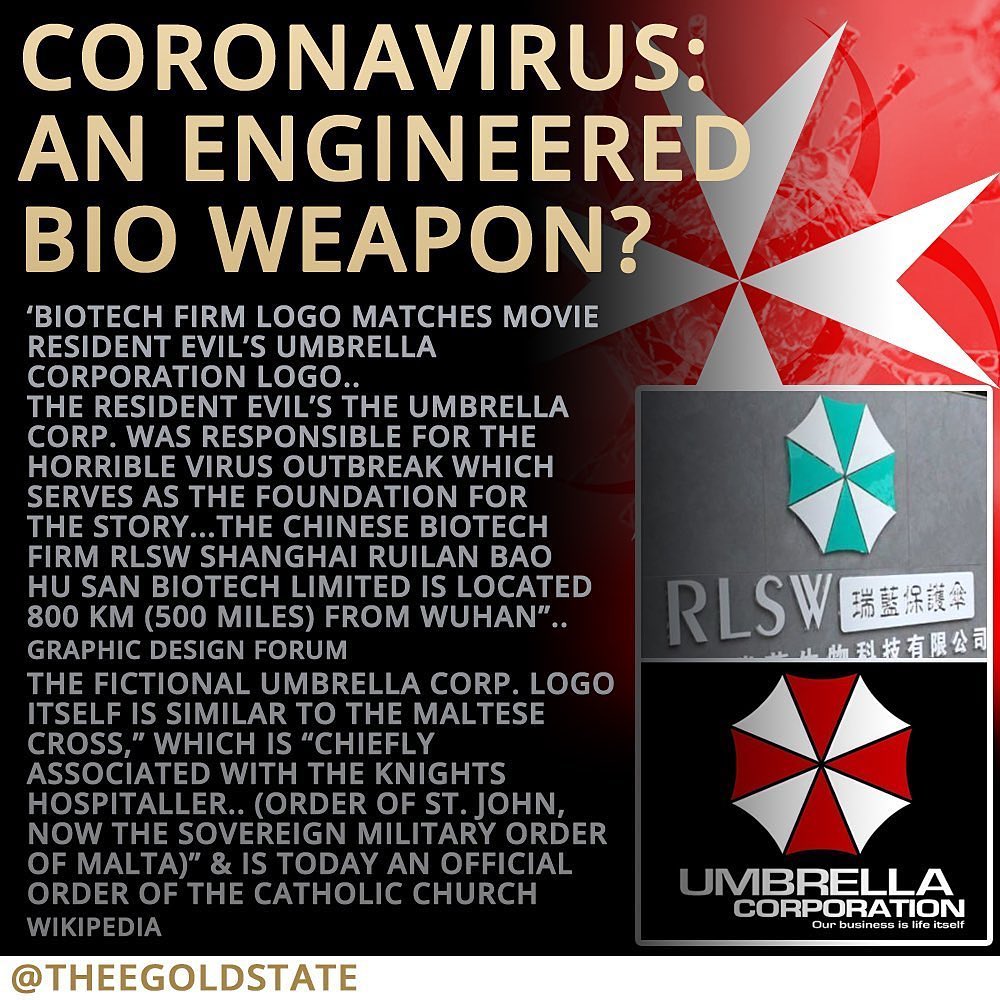 CORONAVIRUS:
AN ENGINEERED
BIO WEAPON?
‘BIOTECH FIRM LOGO MATCHES MOVIE
RESIDENT EVIL’S UMBRELLA
CORPORATION LOGO..
THE RESIDENT EVIL’S THE UMBRELLA
CORP. WAS RESPONSIBLE FOR THE
HORRIBLE VIRUS OUTBREAK WHICH
SERVES AS THE FOUNDATION FOR
THE STORY...THE CHINESE BIOTECH
FIRM RLSW SHANGHAI RUILAN BAO
HU SAN BIOTECH LIMITED IS LOCATED
800 KM (500 MILES) FROM WUHAN”..
GRAPHIC DESIGN FORUM
THE FICTIONAL UMBRELLA CORP. LOGO
ITSELF IS SIMILAR TO THE MALTESE
CROSS,” WHICH IS “CHIEFLY
ASSOCIATED WITH THE KNIGHTS
HOSPITALLER.. (ORDER OF ST. JOHN,
NOW THE SOVEREIGN MILITARY ORDER
OF MALTA)” & IS TODAY AN OFFICIAL
ORDER OF THE CATHOLIC CHURCH
WIKIPEDIA
RLSW 瑞藍保護傘
生物科技有限公司
UMBRELLA
CORPORATION
Our business is life itself
@THEEGOLDSTATE